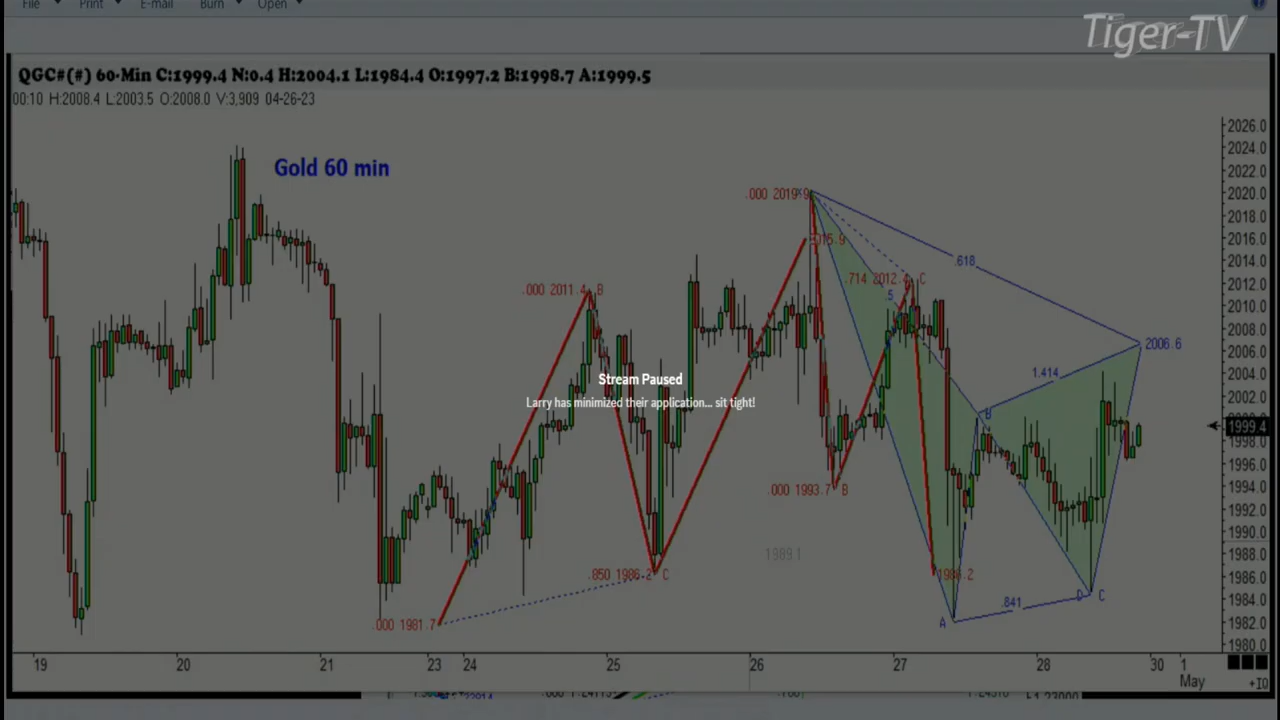 File Print E-mail Burn Open
Tiger-TV
QGC#(#) 60-Min C:1999.4 N:0.4 H:2004.1 L:1984.4 O:1997.2 B:1998.7 A:1999.5
00:10 H:2008.4 L:2003.5 O:2008.0 V:3,909 04-26-23
Gold 60 min
2026.0
2024.0
2022.0
2020.0
2018.0
2016.0
2014.0
2012.0
2010.0
2008.0
2006.0
2004.0
2002.0
1999.4
1998.0
1996.0
1994.0
1992.0
1990.0
1988.0
1986.0
1984.0
1982.0
1980.0
.000 2019.9
.618
.714 2012.4 C
.5
.000 2011.4 B
2006.6
1.414
B
Stream Paused
Larry has minimized their application... sit tight!
.000 1993.7 B
1989.1
.850 1986.2 C
1986.2
.841
D C
A
.000 1981.7
19 20 21 23 24 25 26 27 28 30 1
May